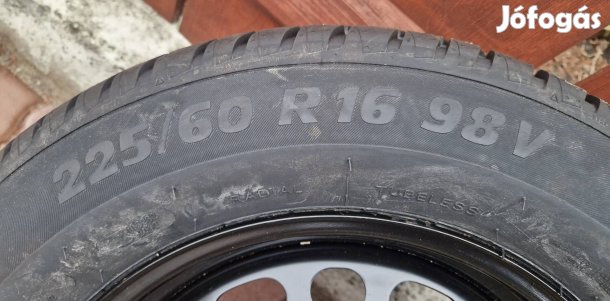 Jófogás
225/60 R16 98V
RADIAL TUBELESS